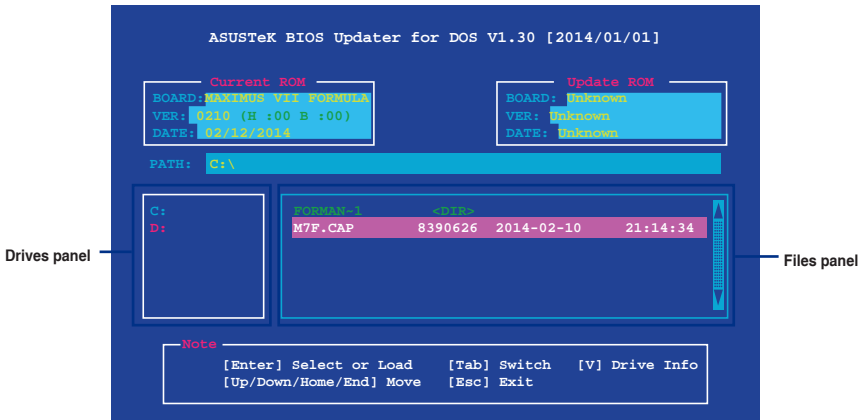 ASUSTeK BIOS Updater for DOS V1.30 [2014/01/01]
Current ROM
BOARD:MAXIMUS VII FORMULA
VER: 0210 (H :00 B :00)
DATE: 02/12/2014
Update ROM
BOARD: Unknown
VER: Unknown
DATE: Unknown
PATH: C:\
C:
D:
FORMAN~1 <DIR>
M7F.CAP 8390626 2014-02-10 21:14:34
Drives panel
Files panel
Note
[Enter] Select or Load [Tab] Switch [V] Drive Info
[Up/Down/Home/End] Move [Esc] Exit